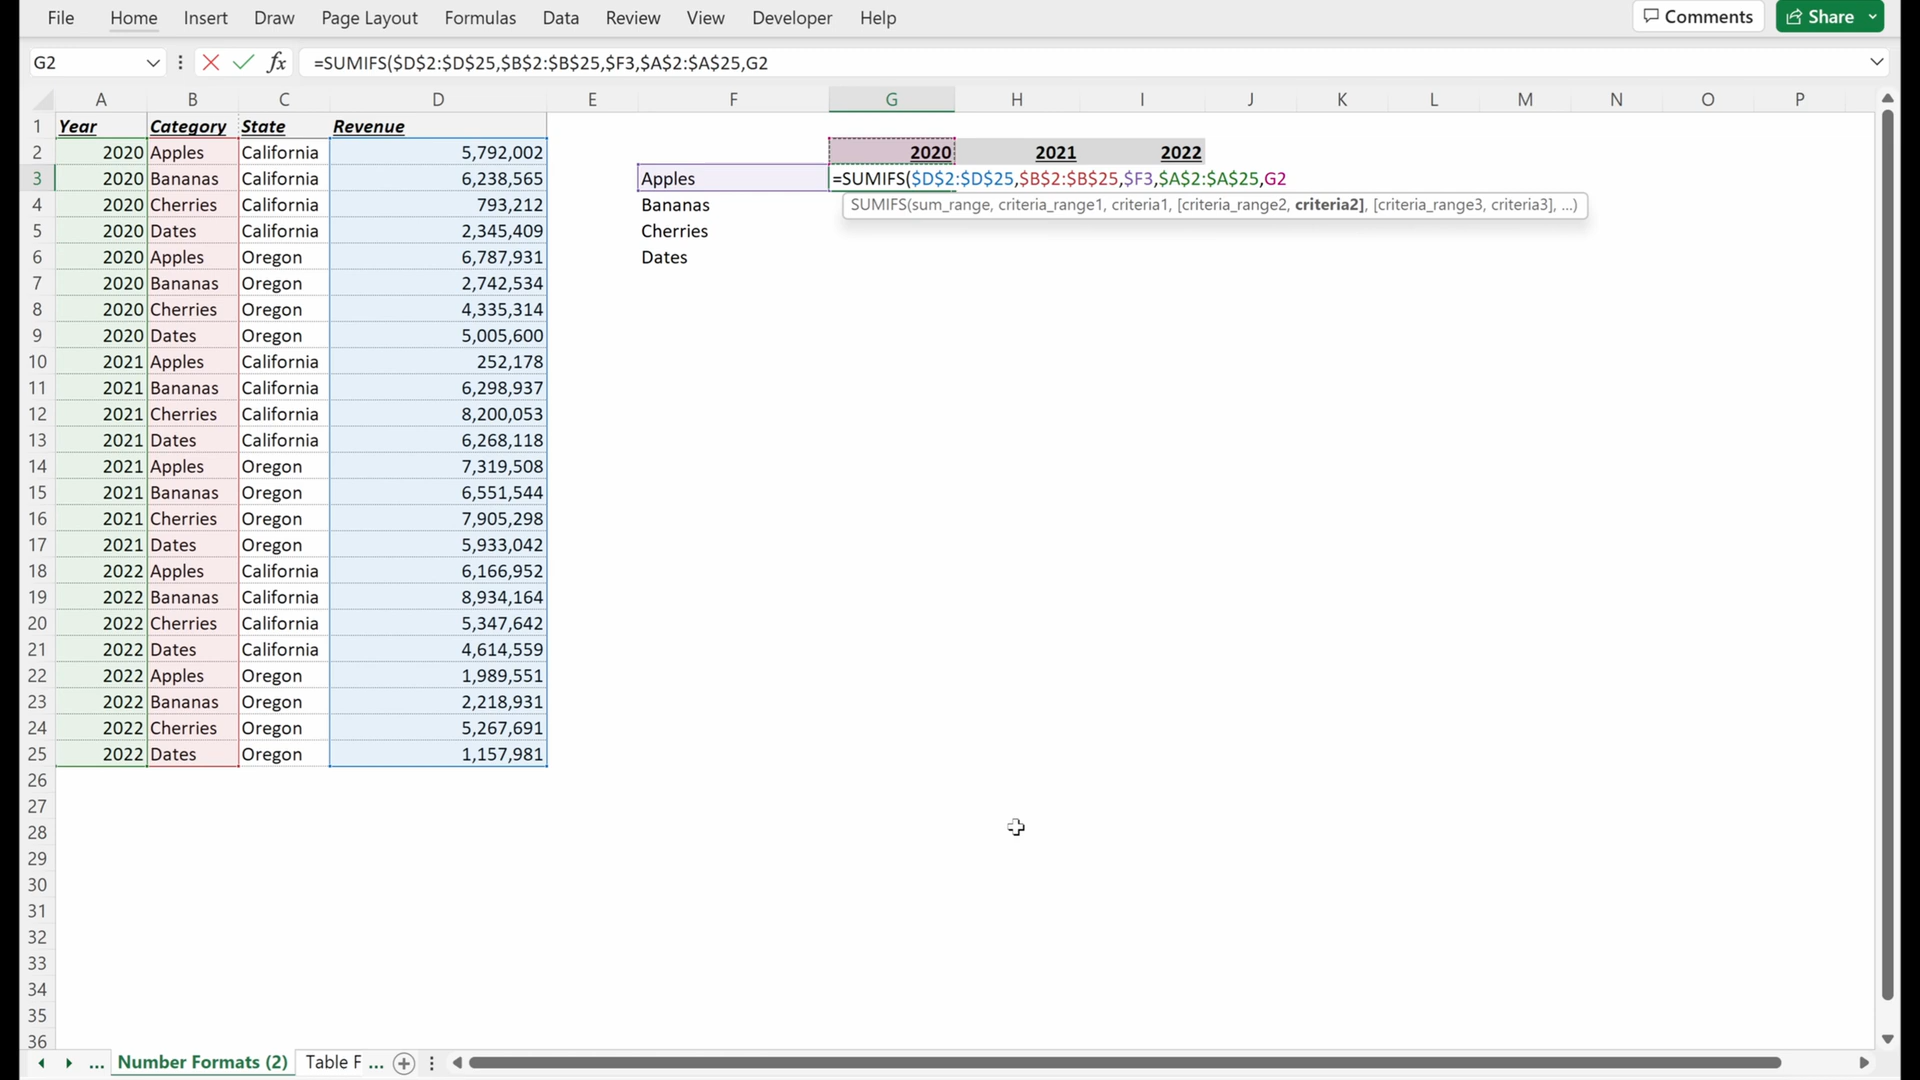 File Home Insert Draw Page Layout Formulas Data Review View Developer Help Comments Share
G2 fx =SUMIFS($D$2:$D$25,$B$2:$B$25,$F3,$A$2:$A$25,G2
A B C D E F G H I J K L M N O P
1 Year Category State Revenue
2 2020 Apples California 5,792,002 2020 2021 2022
3 2020 Bananas California 6,238,565 Apples =SUMIFS($D$2:$D$25,$B$2:$B$25,$F3,$A$2:$A$25,G2
4 2020 Cherries California 793,212 Bananas SUMIFS(sum_range, criteria_range1, criteria1, [criteria_range2, criteria2], [criteria_range3, criteria3], ...)
5 2020 Dates California 2,345,409 Cherries
6 2020 Apples Oregon 6,787,931 Dates
7 2020 Bananas Oregon 2,742,534
8 2020 Cherries Oregon 4,335,314
9 2020 Dates Oregon 5,005,600
10 2021 Apples California 252,178
11 2021 Bananas California 6,298,937
12 2021 Cherries California 8,200,053
13 2021 Dates California 6,268,118
14 2021 Apples Oregon 7,319,508
15 2021 Bananas Oregon 6,551,544
16 2021 Cherries Oregon 7,905,298
17 2021 Dates Oregon 5,933,042
18 2022 Apples California 6,166,952
19 2022 Bananas California 8,934,164
20 2022 Cherries California 5,347,642
21 2022 Dates California 4,614,559
22 2022 Apples Oregon 1,989,551
23 2022 Bananas Oregon 2,218,931
24 2022 Cherries Oregon 5,267,691
25 2022 Dates Oregon 1,157,981
26
27
28
29
30
31
32
33
34
35
36
... Number Formats (2) Table F ...